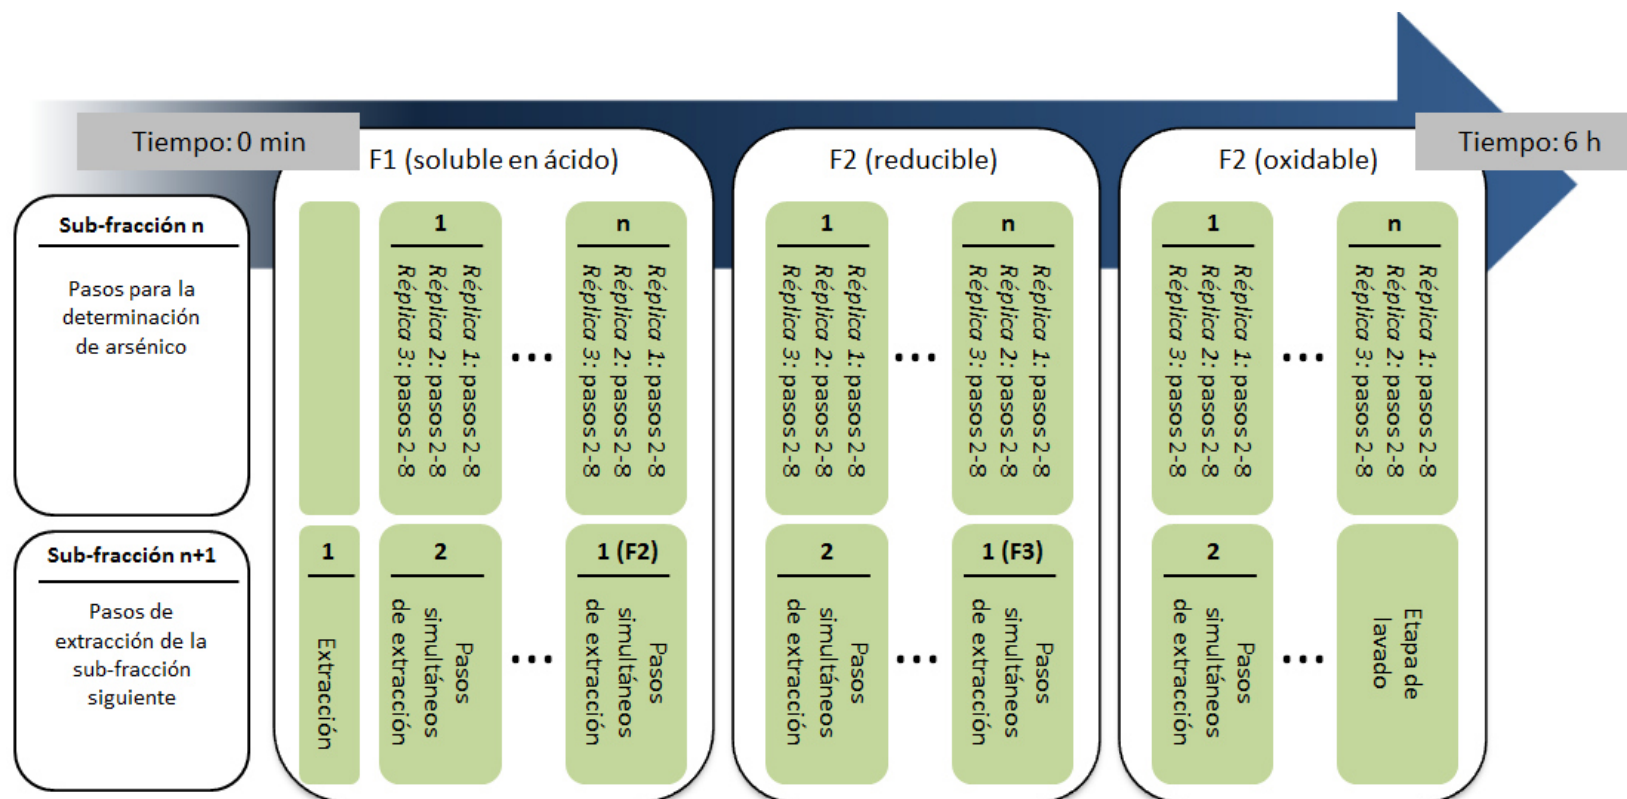 Tiempo: 0 min
Tiempo: 6 h
F1 (soluble en ácido)
F2 (reducible)
F2 (oxidable)
Sub-fracción n
Pasos para la
determinación
de arsénico
1
Réplica 1: pasos 2-8
Réplica 2: pasos 2-8
Réplica 3: pasos 2-8
...
n
Réplica 1: pasos 2-8
Réplica 2: pasos 2-8
Réplica 3: pasos 2-8
1
Réplica 1: pasos 2-8
Réplica 2: pasos 2-8
Réplica 3: pasos 2-8
...
n
Réplica 1: pasos 2-8
Réplica 2: pasos 2-8
Réplica 3: pasos 2-8
1
Réplica 1: pasos 2-8
Réplica 2: pasos 2-8
Réplica 3: pasos 2-8
...
n
Réplica 1: pasos 2-8
Réplica 2: pasos 2-8
Réplica 3: pasos 2-8
Sub-fracción n+1
Pasos de
extracción de la
sub-fracción
siguiente
1
Extracción
2
Pasos
simultáneos
de extracción
...
1 (F2)
Pasos
simultáneos
de extracción
2
Pasos
simultáneos
de extracción
...
1 (F3)
Pasos
simultáneos
de extracción
2
Pasos
simultáneos
de extracción
...
Etapa de
lavado